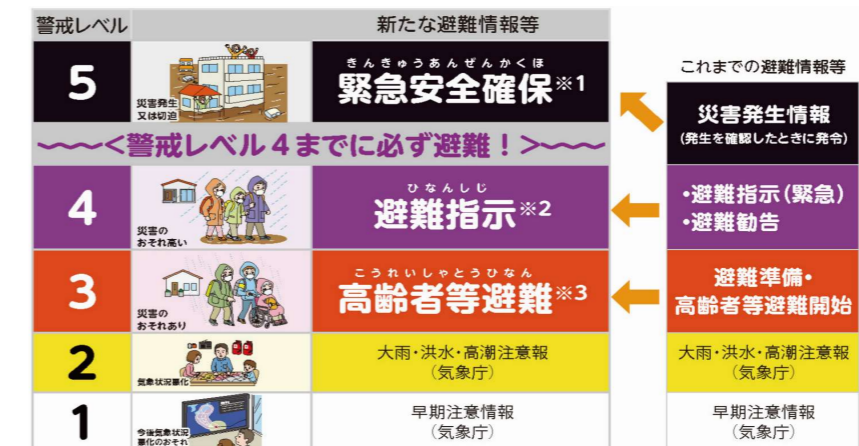 警戒レベル
新たな避難情報等
5
災害発生
又は切迫
きんきゅうあんぜんかくほ
緊急安全確保※1
<警戒レベル4までに必ず避難!>
4
災害の
おそれ高い
ひなんしじ
避難指示※2
3
災害の
おそれあり
こうれいしゃとうひなん
高齢者等避難※3
2
気象状況悪化
大雨・洪水・高潮注意報
(気象庁)
1
今後気象状況
悪化のおそれ
早期注意情報
(気象庁)
これまでの避難情報等
災害発生情報
(発生を確認したときに発令)
・避難指示(緊急)
・避難勧告
避難準備・
高齢者等避難開始
大雨・洪水・高潮注意報
(気象庁)
早期注意情報
(気象庁)